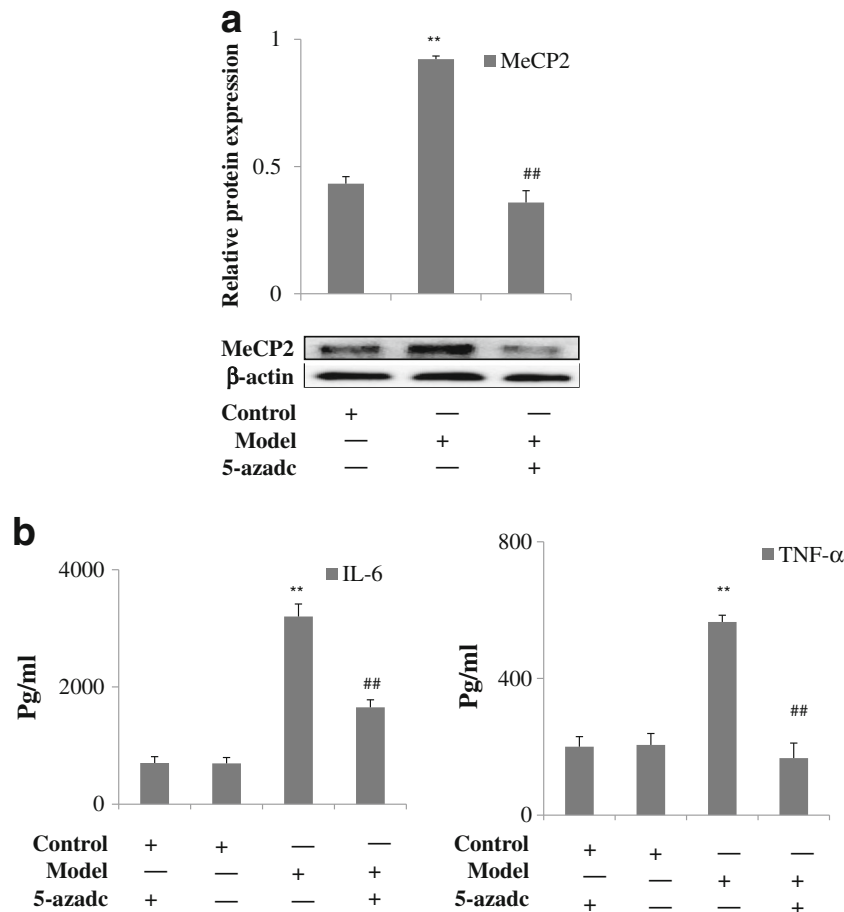 a
1
**
MeCP2
0.5
##
0
Relative protein expression
MeCP2
β-actin
Control + — —
Model — + +
5-azadc — — +
b
4000
IL-6
**
2000
##
0
Pg/ml
Control + + — —
Model — — + +
5-azadc + — — +
800
TNF-α
**
400
##
0
Pg/ml
Control + + — —
Model — — + +
5-azadc + — — +